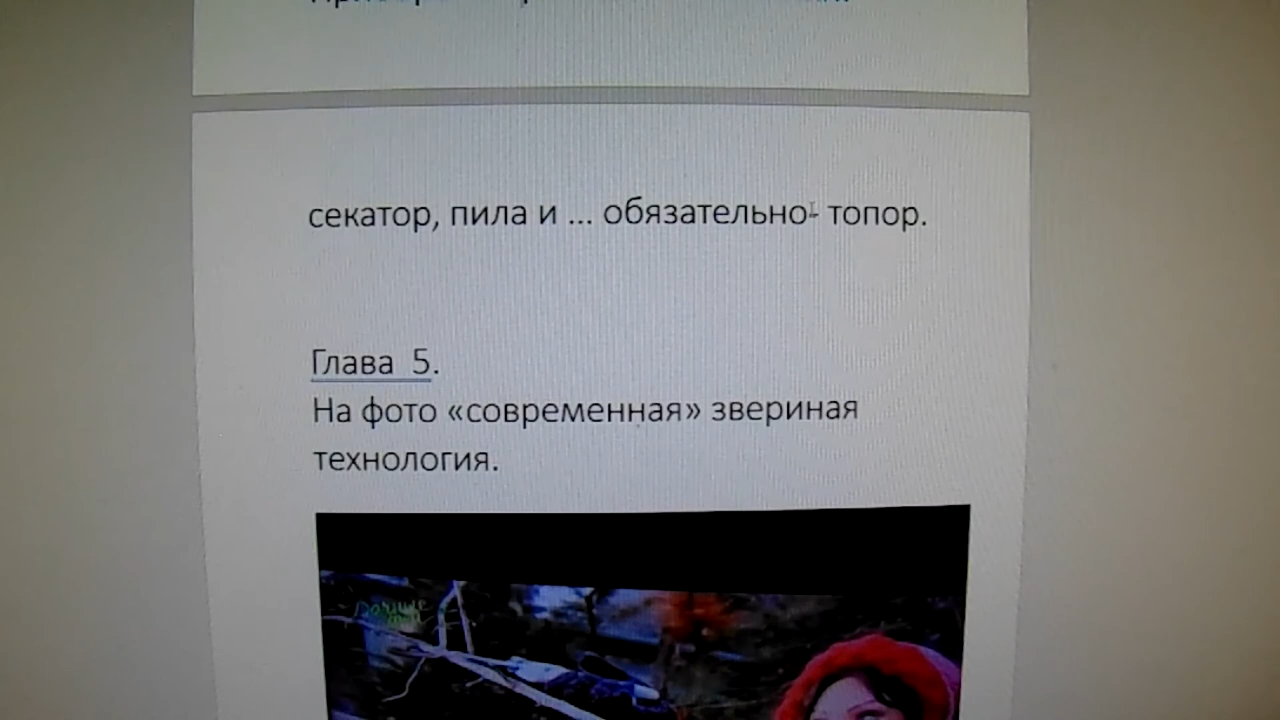 секатор, пила и ... обязательно- топор.
Глава 5.
На фото «современная» звериная
технология.